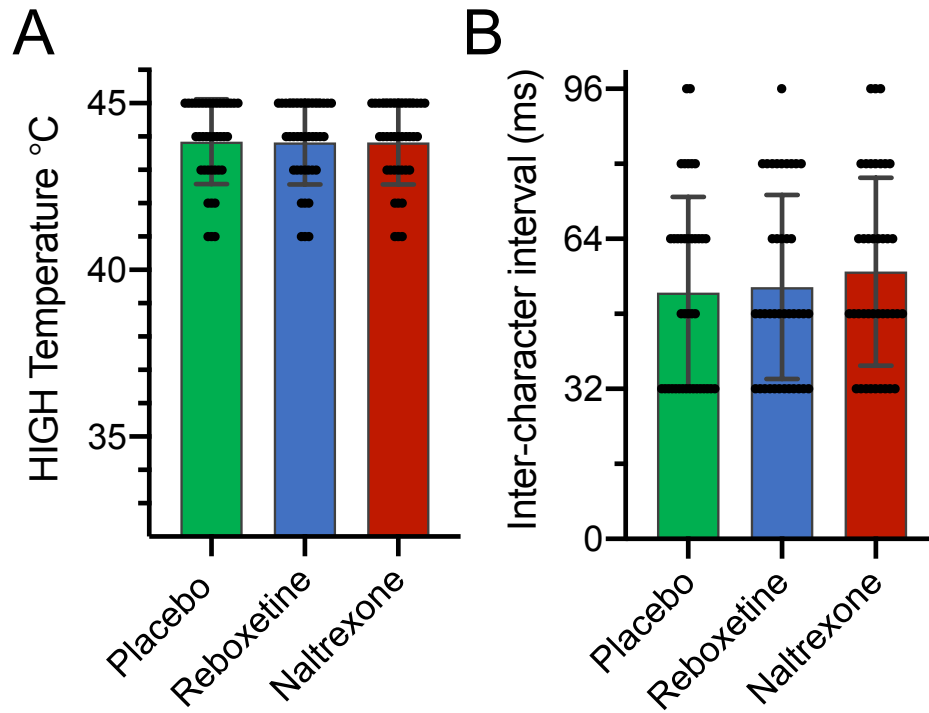 A
HIGH Temperature °C
45
40
35
Placebo
Reboxetine
Naltrexone
B
Inter-character interval (ms)
96
64
32
0
Placebo
Reboxetine
Naltrexone